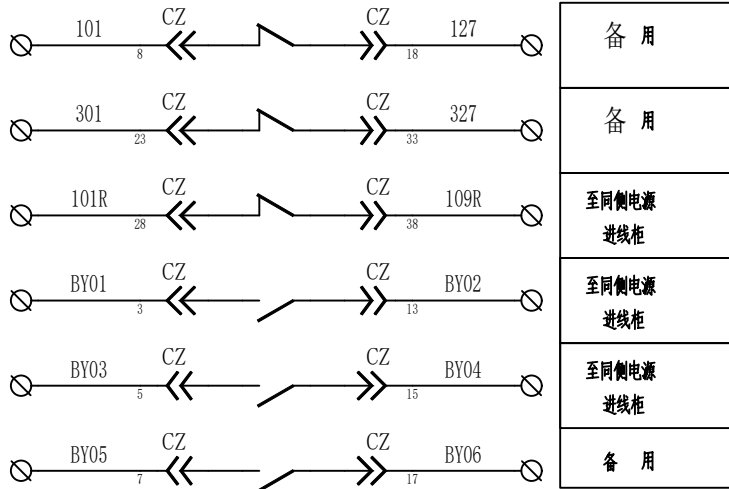 CZ CZ
101 127 备 用
8 18
CZ CZ
301 327 备 用
23 33
CZ CZ
101R 109R 至同侧电源
28 38 进线柜
CZ CZ
BY01 BY02 至同侧电源
3 13 进线柜
CZ CZ
BY03 BY04 至同侧电源
5 15 进线柜
CZ CZ
BY05 BY06 备 用
7 17